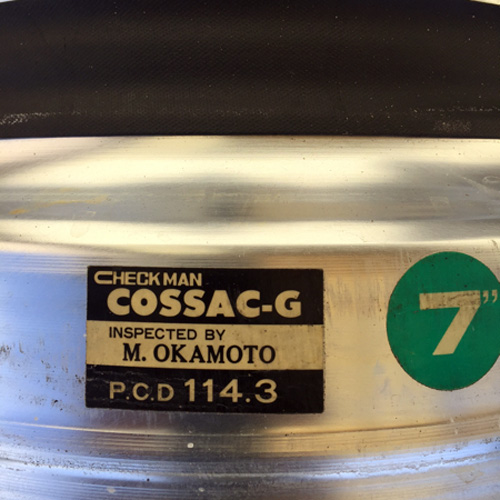 CHECKMAN
COSSAC-G
INSPECTED BY
M. OKAMOTO
P.C.D 114.3
7"